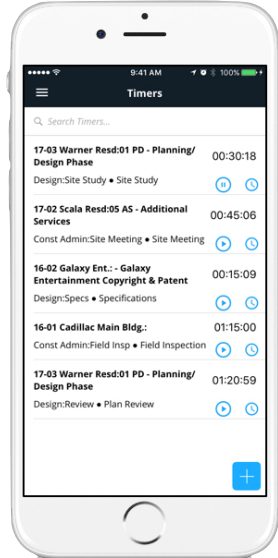 9:41 AM 100%
Timers
Search Timers...
17-03 Warner Resd:01 PD - Planning/
Design Phase
00:30:18
Design:Site Study ● Site Study
17-02 Scala Resd:05 AS - Additional
Services
00:45:06
Const Admin:Site Meeting ● Site Meeting
16-02 Galaxy Ent.: - Galaxy
Entertainment Copyright & Patent
00:15:09
Design:Specs ● Specifications
16-01 Cadillac Main Bldg.:
01:15:00
Const Admin:Field Insp ● Field Inspection
17-03 Warner Resd:01 PD - Planning/
Design Phase
01:20:59
Design:Review ● Plan Review